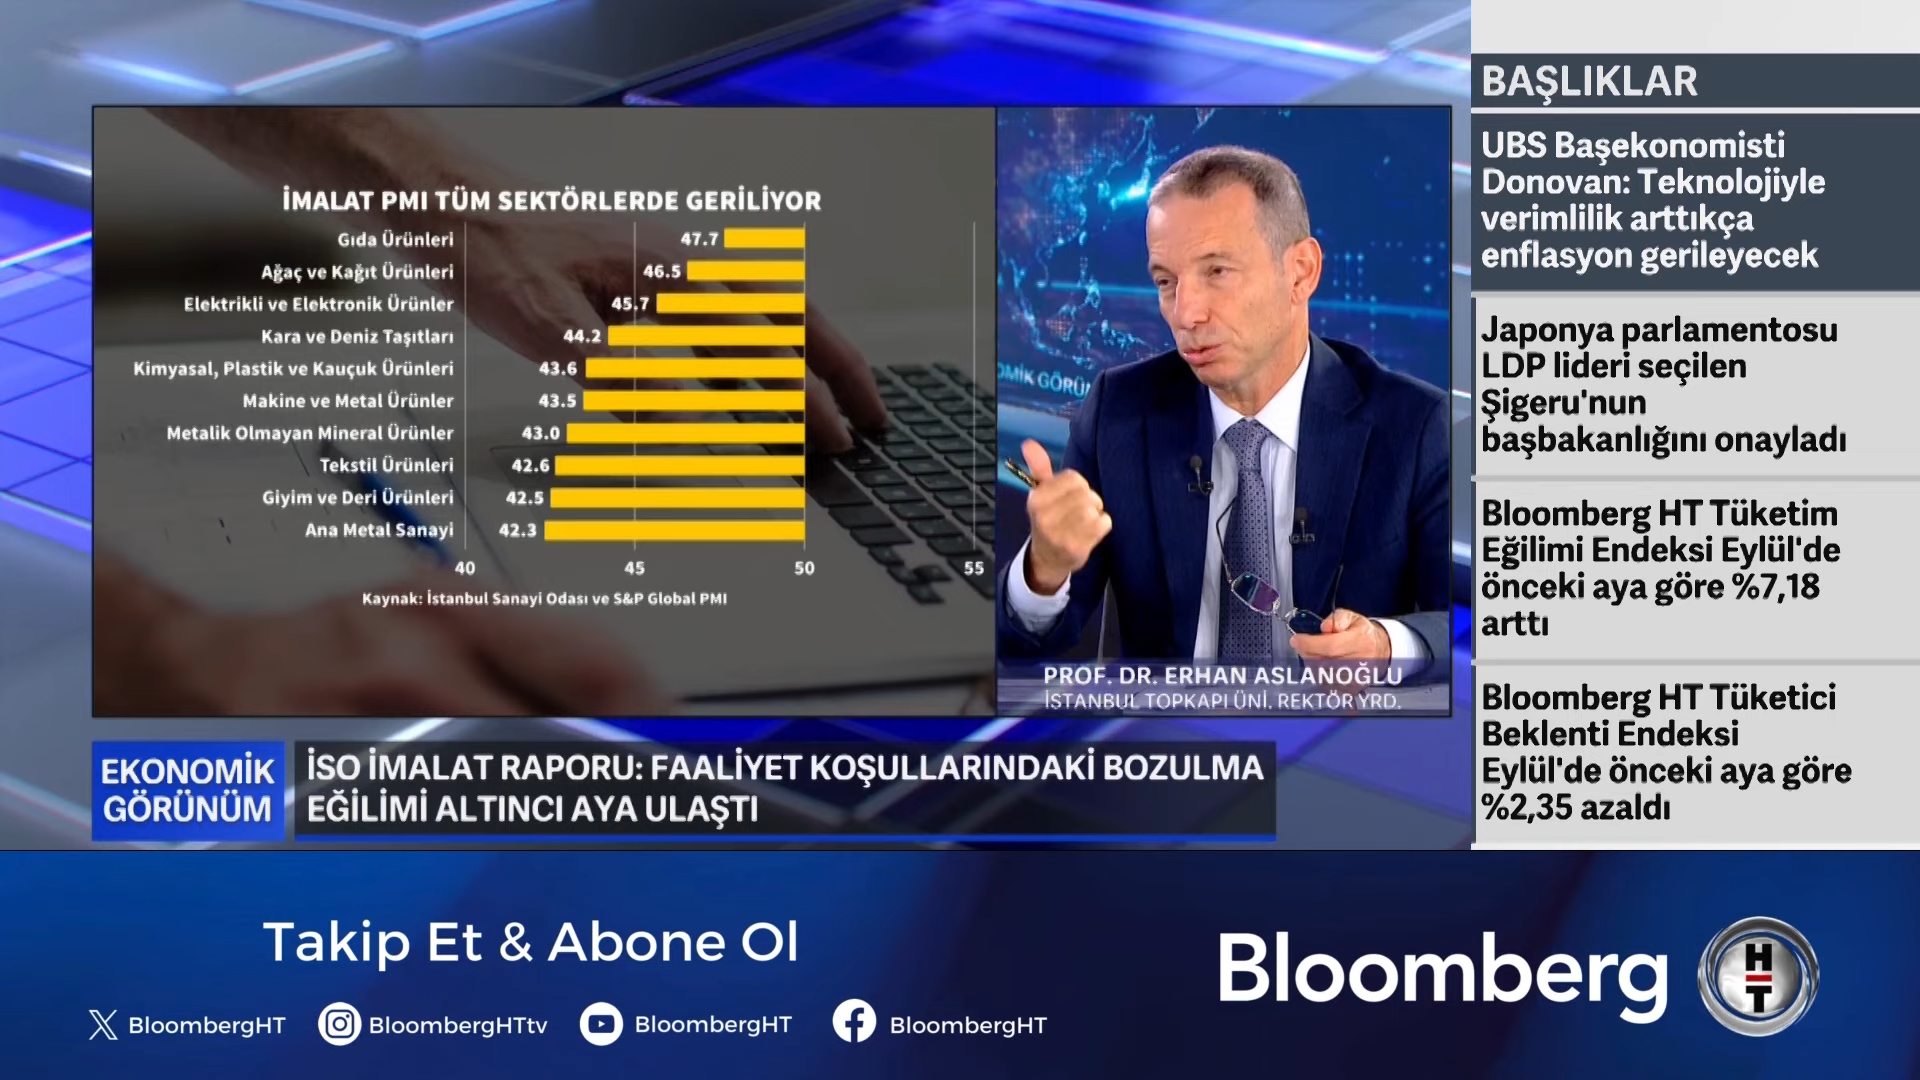 İMALAT PMI TÜM SEKTÖRLERDE GERİLİYOR
Gıda Ürünleri 47.7
Ağaç ve Kağıt Ürünleri 46.5
Elektrikli ve Elektronik Ürünler 45.7
Kara ve Deniz Taşıtları 44.2
Kimyasal, Plastik ve Kauçuk Ürünleri 43.6
Makine ve Metal Ürünler 43.5
Metalik Olmayan Mineral Ürünler 43.0
Tekstil Ürünleri 42.6
Giyim ve Deri Ürünleri 42.5
Ana Metal Sanayi 42.3
40 45 50 55
Kaynak: İstanbul Sanayi Odası ve S&P Global PMI
OMİK GÖRÜ
PROF. DR. ERHAN ASLANOĞLU
İSTANBUL TOPKAPI ÜNİ. REKTÖR YRD.
EKONOMİK
GÖRÜNÜM
İSO İMALAT RAPORU: FAALİYET KOŞULLARINDAKİ BOZULMA
EĞİLİMİ ALTINCI AYA ULAŞTI
BAŞLIKLAR
UBS Başekonomisti
Donovan: Teknolojiyle
verimlilik arttıkça
enflasyon gerileyecek
Japonya parlamentosu
LDP lideri seçilen
Şigeru'nun
başbakanlığını onayladı
Bloomberg HT Tüketim
Eğilimi Endeksi Eylül'de
önceki aya göre %7,18
arttı
Bloomberg HT Tüketici
Beklenti Endeksi
Eylül'de önceki aya göre
%2,35 azaldı
Takip Et & Abone Ol
BloombergHT BloombergHTtv BloombergHT BloombergHT
Bloomberg HT